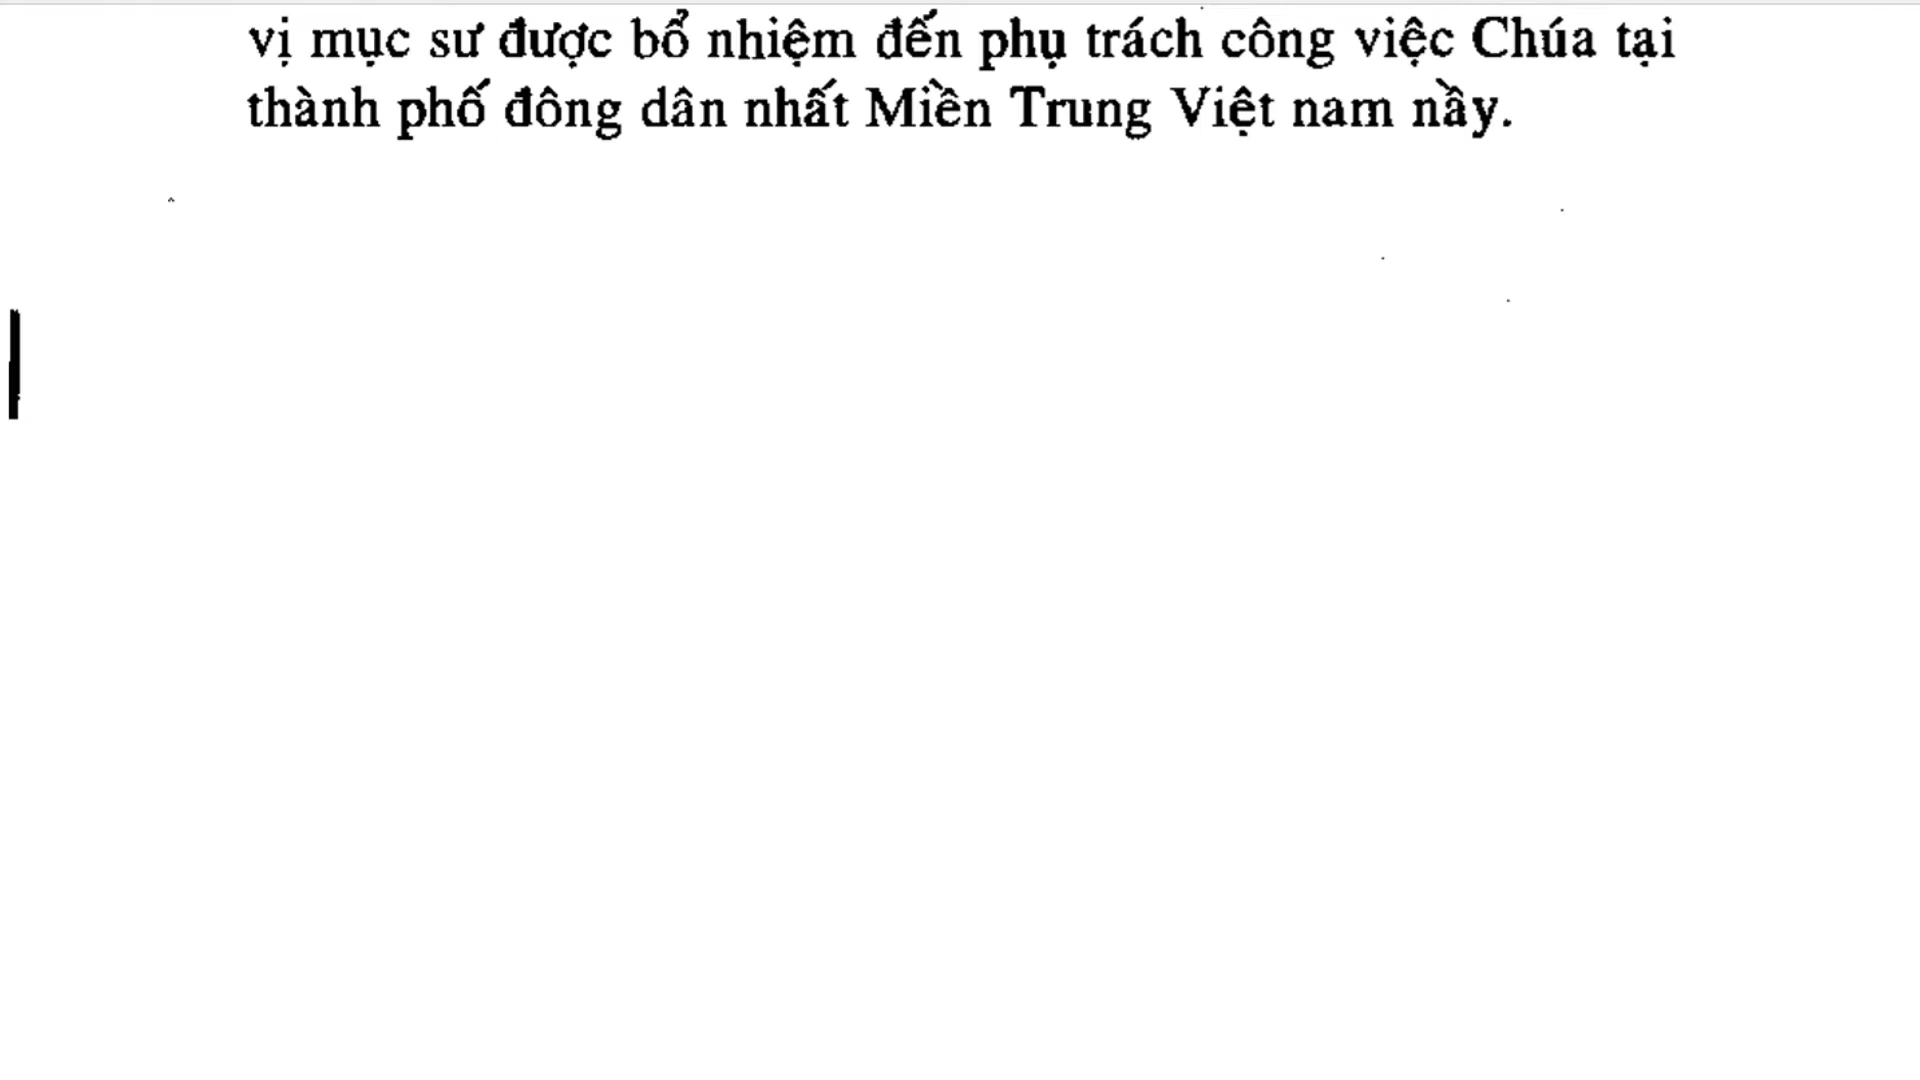 vị mục sư được bổ nhiệm đến phụ trách công việc Chúa tại
thành phố đông dân nhất Miền Trung Việt nam nầy.